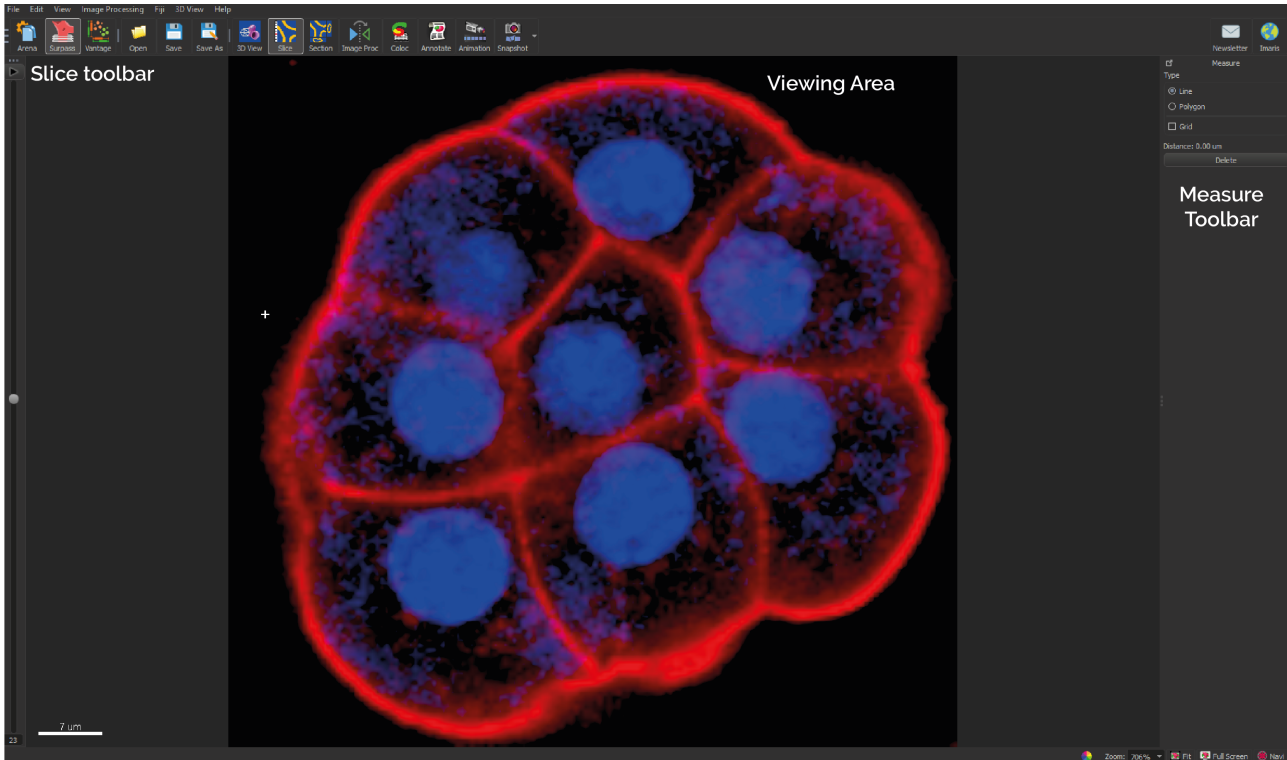 File Edit View Image Processing Fiji 3D View Help
Arena Surpass Vantage Open Save Save As 3D View Slice Section Image Proc Coloc Annotate Animation Snapshot Newsletter Imaris
Slice toolbar
Viewing Area
Measure
Type
Line
Polygon
Grid
Distance: 0.00 um
Delete
Measure
Toolbar
7 um
23
Zoom: 706% Fit Full Screen Navi